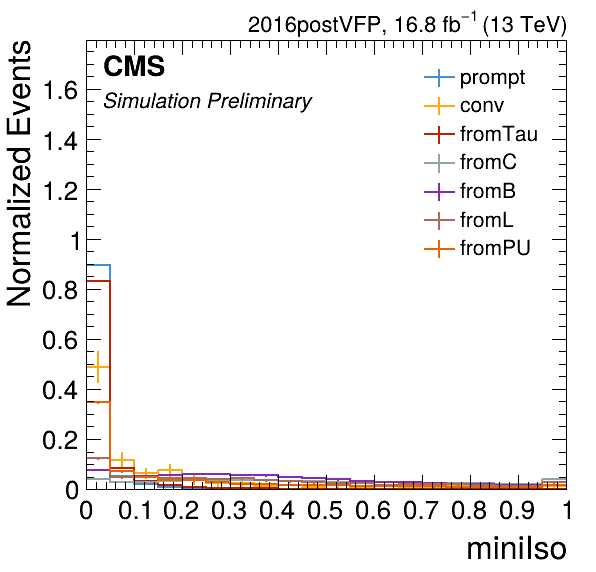 2016postVFP, 16.8 fb⁻¹ (13 TeV)
CMS
Simulation Preliminary
prompt
conv
fromTau
fromC
fromB
fromL
fromPU
Normalized Events
1.6
1.4
1.2
1
0.8
0.6
0.4
0.2
0
0 0.1 0.2 0.3 0.4 0.5 0.6 0.7 0.8 0.9 1
miniIso